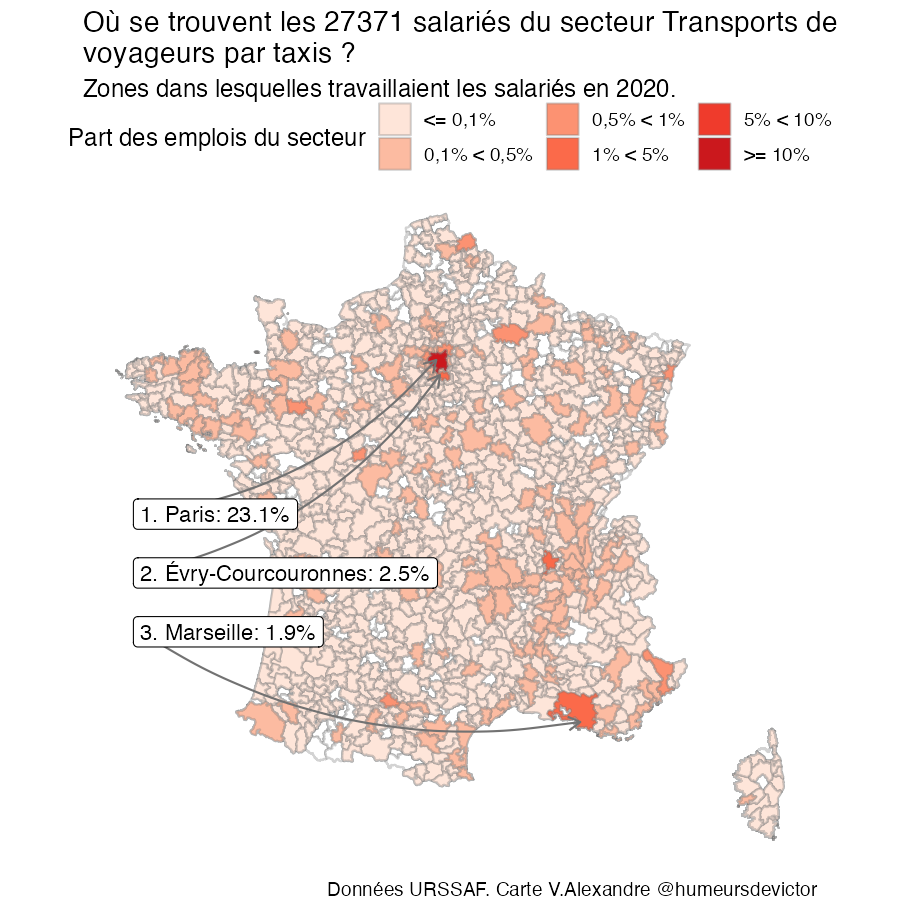 Où se trouvent les 27371 salariés du secteur Transports de
voyageurs par taxis ?
Zones dans lesquelles travaillaient les salariés en 2020.
Part des emplois du secteur
<= 0,1%
0,1% < 0,5%
0,5% < 1%
1% < 5%
5% < 10%
>= 10%
1. Paris: 23.1%
2. Évry-Courcouronnes: 2.5%
3. Marseille: 1.9%
Données URSSAF. Carte V.Alexandre @humeursdevictor